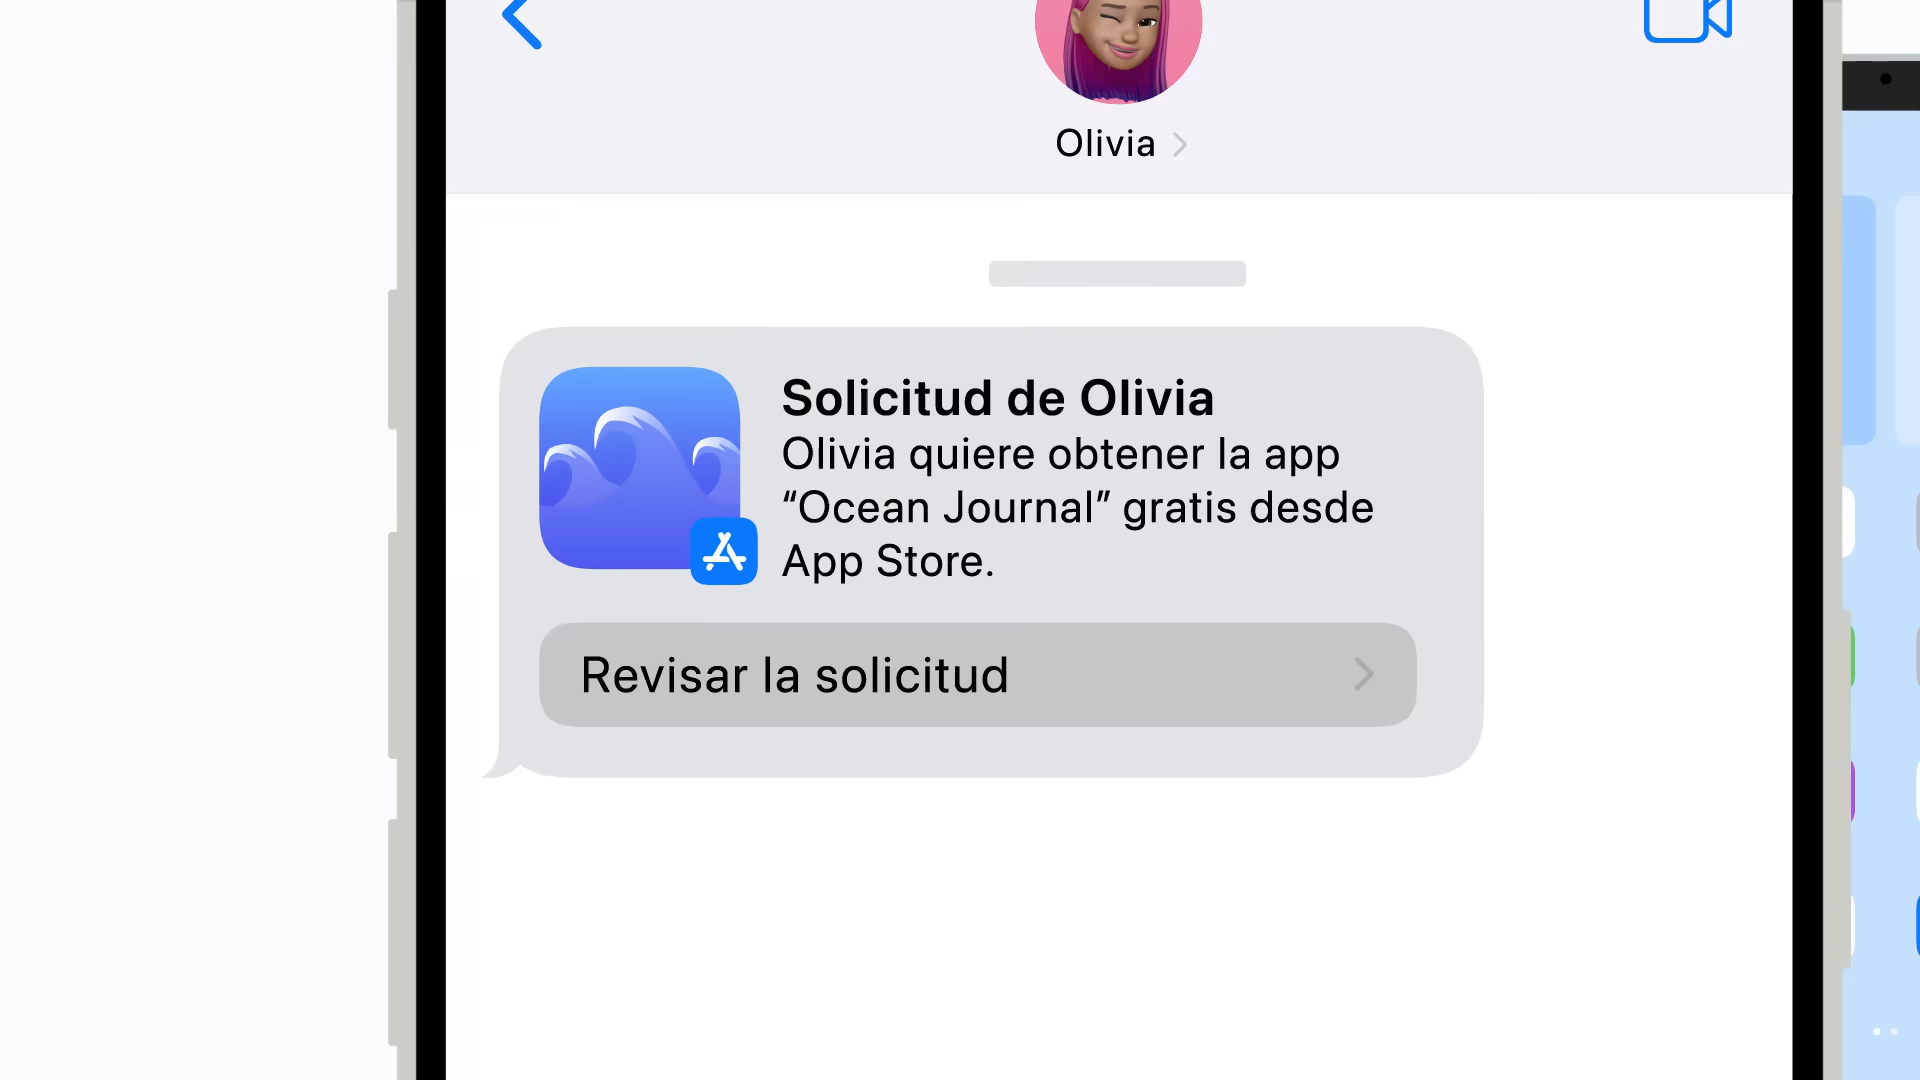 Olivia
Solicitud de Olivia
Olivia quiere obtener la app
“Ocean Journal” gratis desde
App Store.
Revisar la solicitud